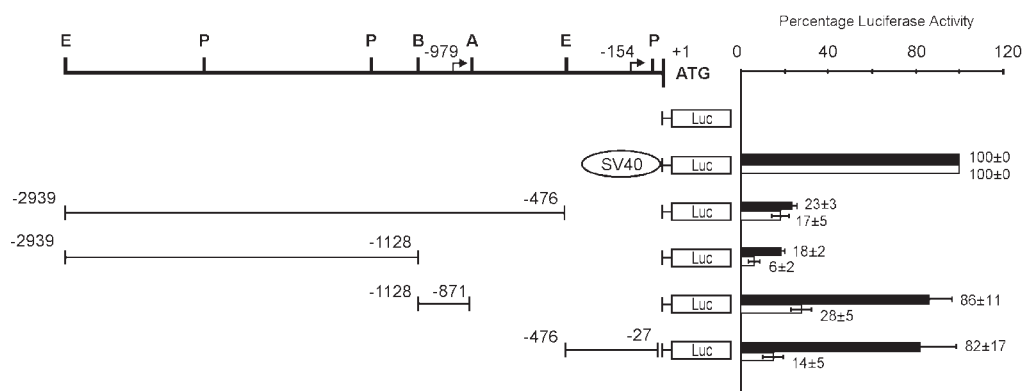 Percentage Luciferase Activity
E P P B -979 A E -154 P +1 ATG
0 40 80 120
Luc
SV40 Luc 100±0
100±0
-2939 -476 Luc 23±3
17±5
-2939 -1128 Luc 18±2
6±2
-1128 -871 Luc 86±11
28±5
-476 -27 Luc 82±17
14±5